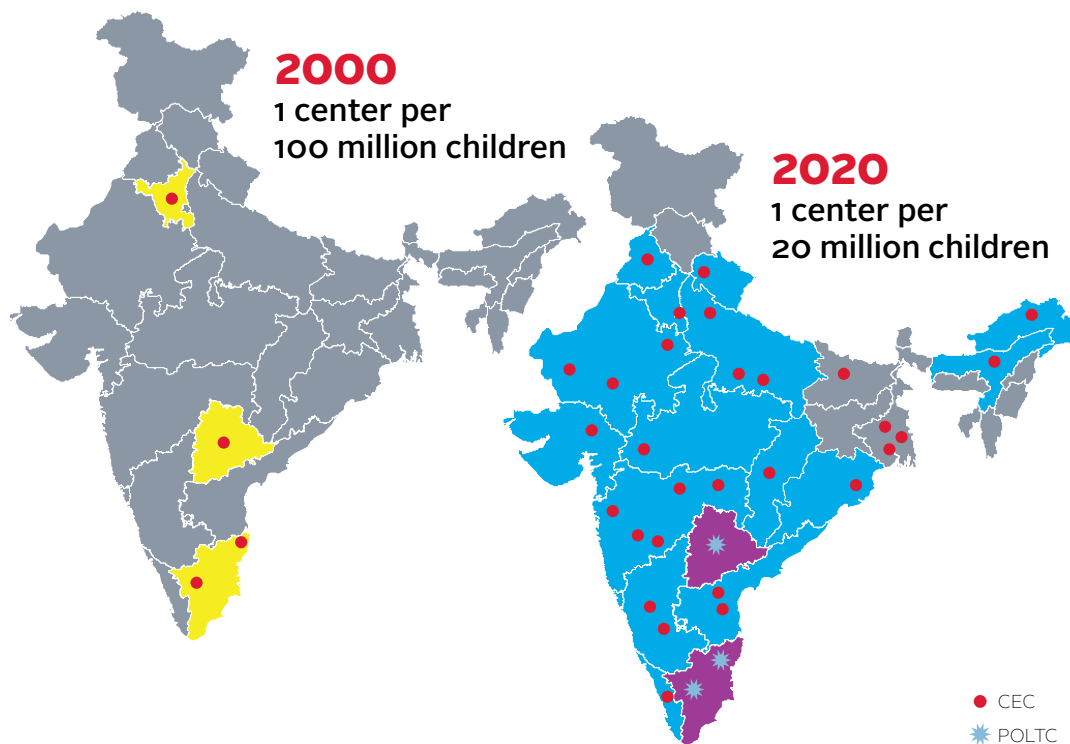 2000
1 center per
100 million children
2020
1 center per
20 million children
CEC
POLTC